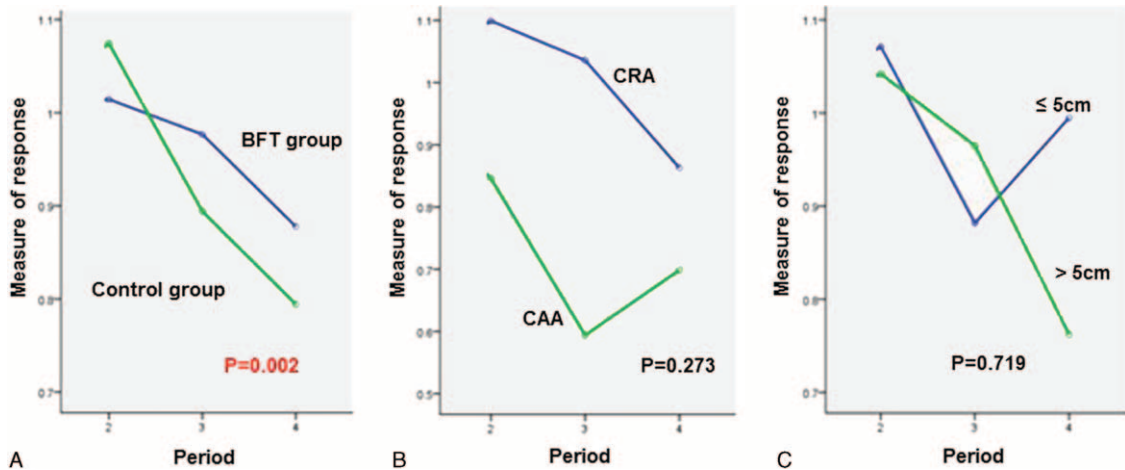 1.1
1
0.9
0.8
0.7
Measure of response
BFT group
Control group
P=0.002
2
3
4
Period
A
1.1
1
0.9
0.8
0.7
0.6
0.5
Measure of response
CRA
CAA
P=0.273
2
3
4
Period
B
1.1
1
0.9
0.8
0.7
Measure of response
≤ 5cm
> 5cm
P=0.719
2
3
4
Period
C